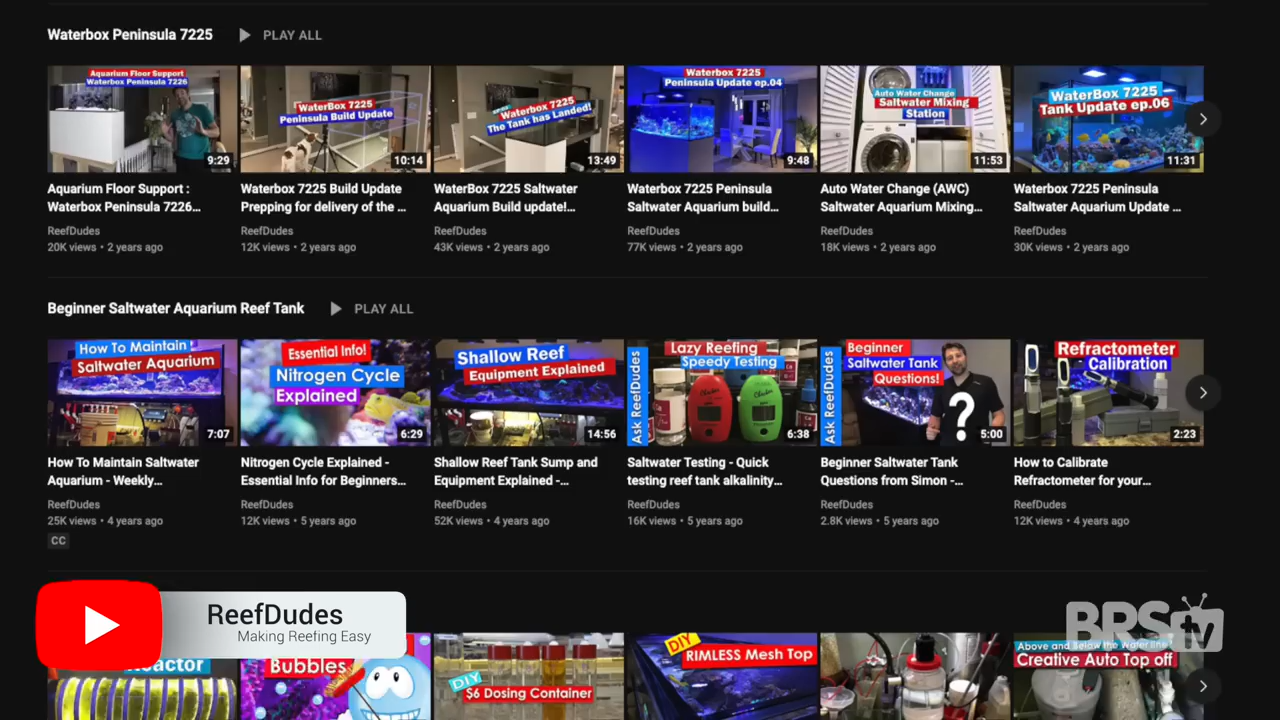 Waterbox Peninsula 7225
PLAY ALL
Aquarium Floor Support
Waterbox Peninsula 7226
9:29
WaterBox 7225
Peninsula Build Update
10:14
Waterbox 7225
The Tank has Landed!
13:49
Waterbox 7225
Peninsula Update ep.04
9:48
Auto Water Change
Saltwater Mixing
Station
11:53
WaterBox 7225
Tank Update ep.06
11:31
Aquarium Floor Support :
Waterbox Peninsula 7226...
ReefDudes
20K views • 2 years ago
Waterbox 7225 Build Update
Prepping for delivery of the ...
ReefDudes
12K views • 2 years ago
WaterBox 7225 Saltwater
Aquarium Build update!...
ReefDudes
43K views • 2 years ago
Waterbox 7225 Peninsula
Saltwater Aquarium build...
ReefDudes
77K views • 2 years ago
Auto Water Change (AWC)
Saltwater Aquarium Mixing...
ReefDudes
18K views • 2 years ago
Waterbox 7225 Peninsula
Saltwater Aquarium Update ...
ReefDudes
30K views • 2 years ago
Beginner Saltwater Aquarium Reef Tank
PLAY ALL
How To Maintain
Saltwater Aquarium
7:07
Essential Info!
Nitrogen Cycle
Explained
6:29
Shallow Reef
Equipment Explained
14:56
Ask ReefDudes
Lazy Reefing
Speedy Testing
6:38
Ask ReefDudes
Beginner
Saltwater Tank
Questions!
?
5:00
Refractometer
Calibration
2:23
How To Maintain Saltwater
Aquarium - Weekly...
ReefDudes
25K views • 4 years ago
CC
Nitrogen Cycle Explained -
Essential Info for Beginners...
ReefDudes
12K views • 5 years ago
Shallow Reef Tank Sump and
Equipment Explained -...
ReefDudes
52K views • 4 years ago
Saltwater Testing - Quick
testing reef tank alkalinity...
ReefDudes
16K views • 5 years ago
Beginner Saltwater Tank
Questions from Simon -...
ReefDudes
2.8K views • 5 years ago
How to Calibrate
Refractometer for your...
ReefDudes
12K views • 4 years ago
ReefDudes
Making Reefing Easy
BRStv
Bubbles
DIY
$6 Dosing Container
DIY
RIMLESS Mesh Top
Above and Below the Water line
Creative Auto Top off